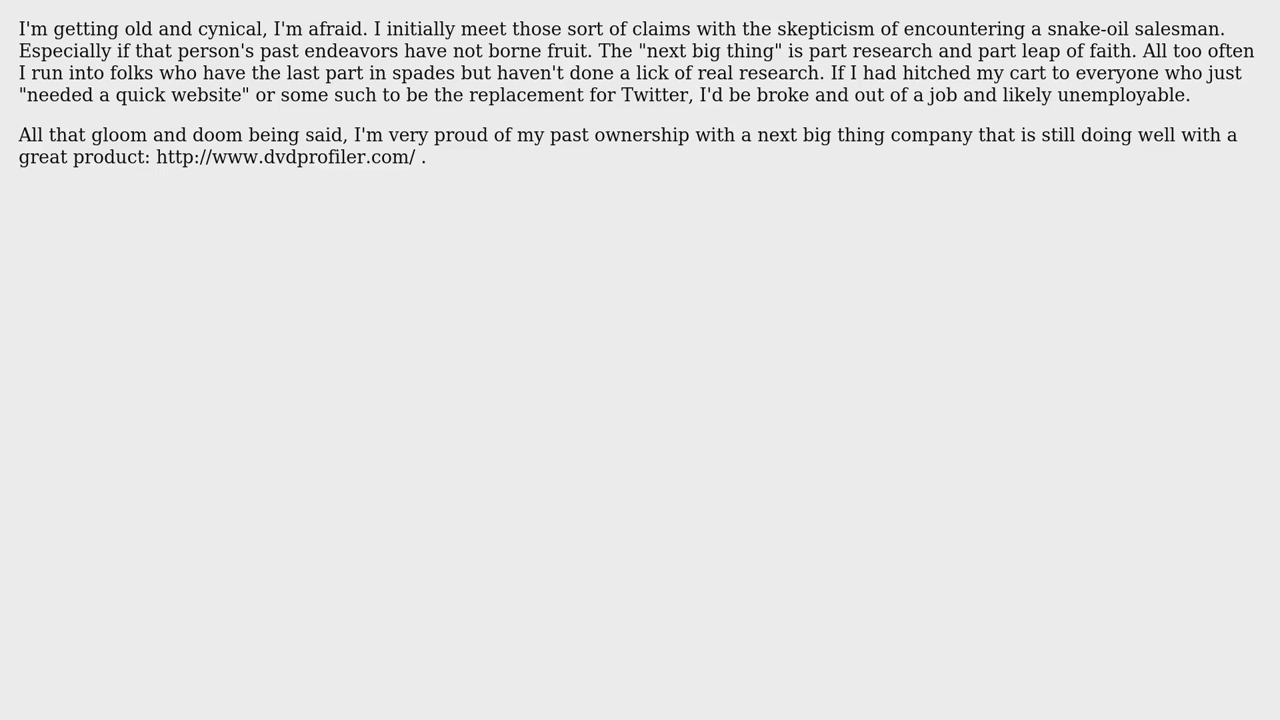 I'm getting old and cynical, I'm afraid. I initially meet those sort of claims with the skepticism of encountering a snake-oil salesman.
Especially if that person's past endeavors have not borne fruit. The "next big thing" is part research and part leap of faith. All too often
I run into folks who have the last part in spades but haven't done a lick of real research. If I had hitched my cart to everyone who just
"needed a quick website" or some such to be the replacement for Twitter, I'd be broke and out of a job and likely unemployable.
All that gloom and doom being said, I'm very proud of my past ownership with a next big thing company that is still doing well with a
great product: http://www.dvdprofiler.com/ .